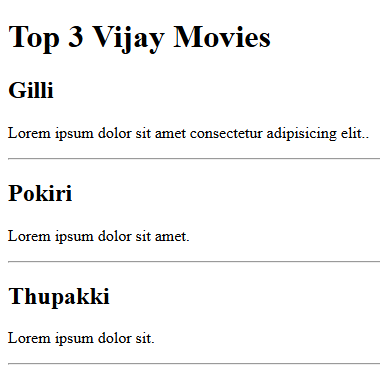 Top 3 Vijay Movies
Gilli
Lorem ipsum dolor sit amet consectetur adipisicing elit..
Pokiri
Lorem ipsum dolor sit amet.
Thupakki
Lorem ipsum dolor sit.